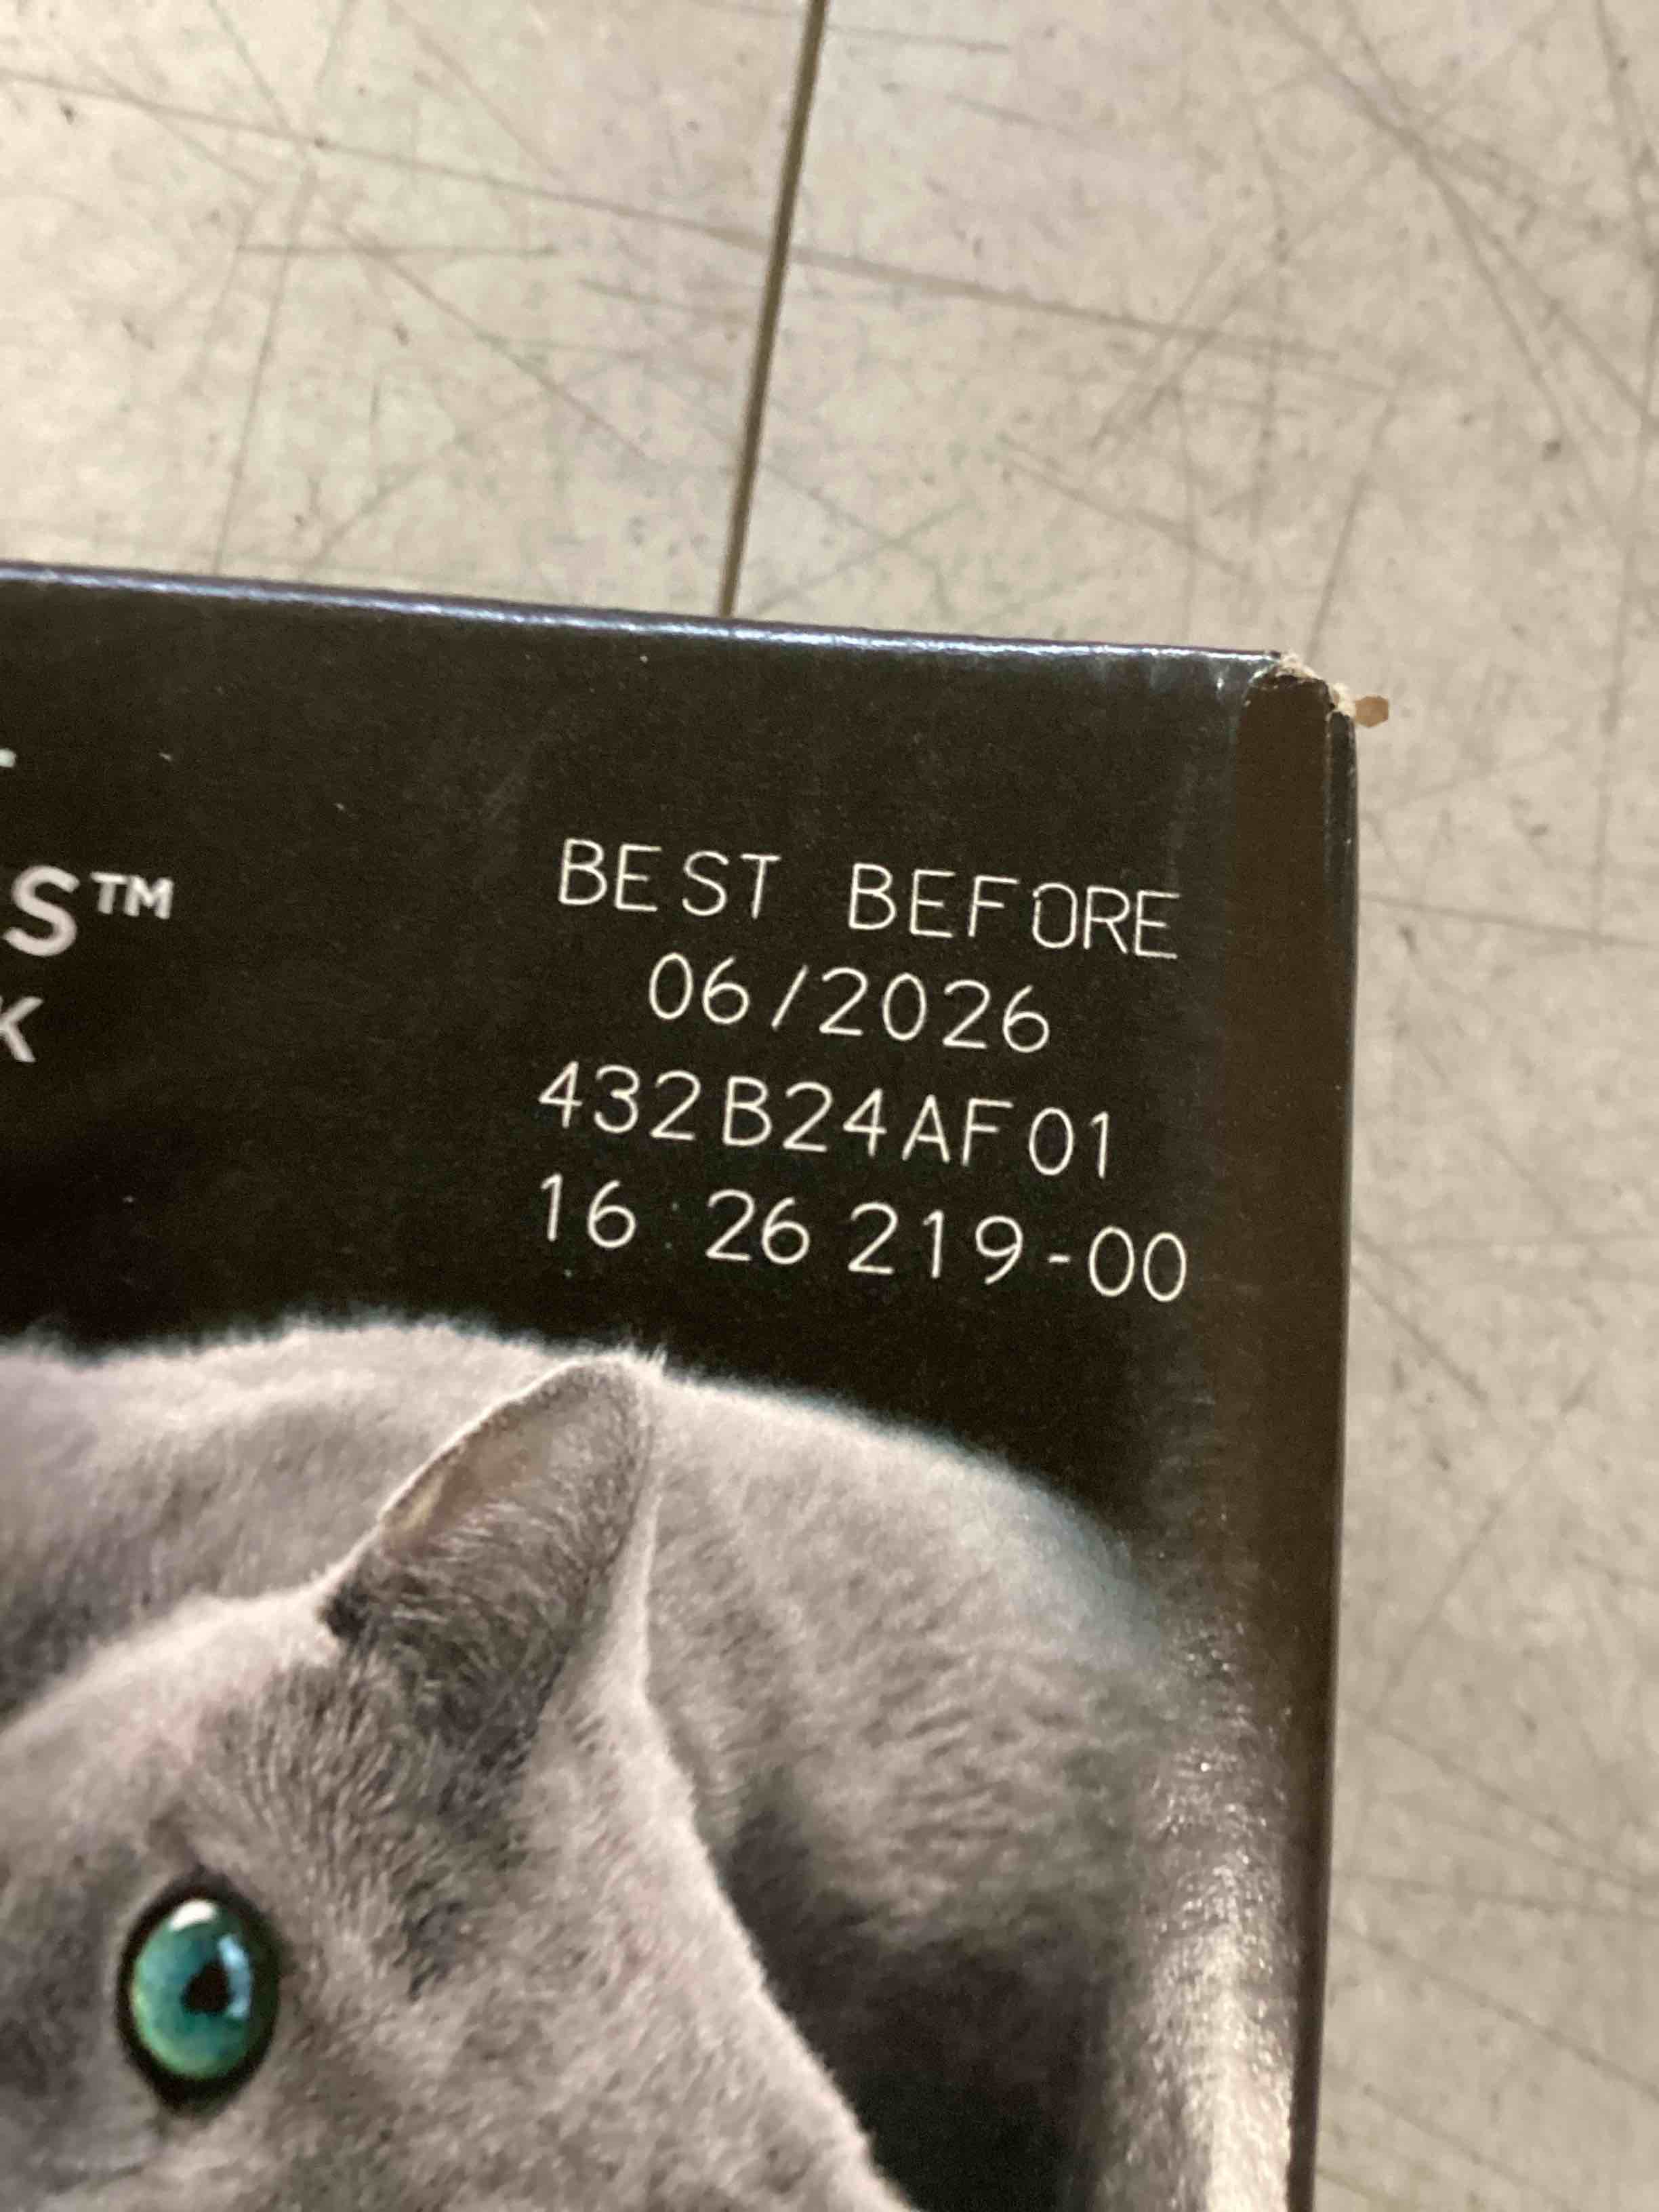 S™
K
BEST BEFORE
06/2026
432B24AF01
16 26 219-00